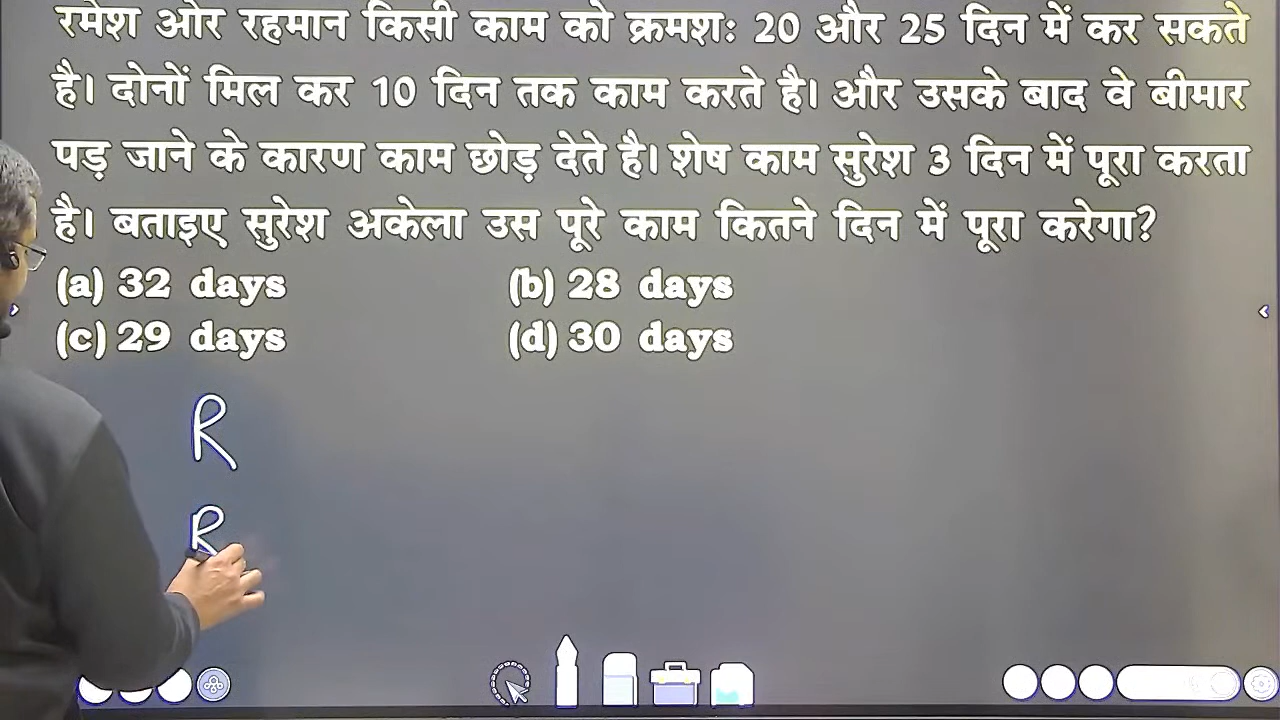 रमेश ओर रहमान किसी काम को क्रमशः 20 और 25 दिन में कर सकते
है। दोनों मिल कर 10 दिन तक काम करते है। और उसके बाद वे बीमार
पड़ जाने के कारण काम छोड़ देते है। शेष काम सुरेश 3 दिन में पूरा करता
है। बताइए सुरेश अकेला उस पूरे काम कितने दिन में पूरा करेगा?
(a) 32 days (b) 28 days
(c) 29 days (d) 30 days
R
R